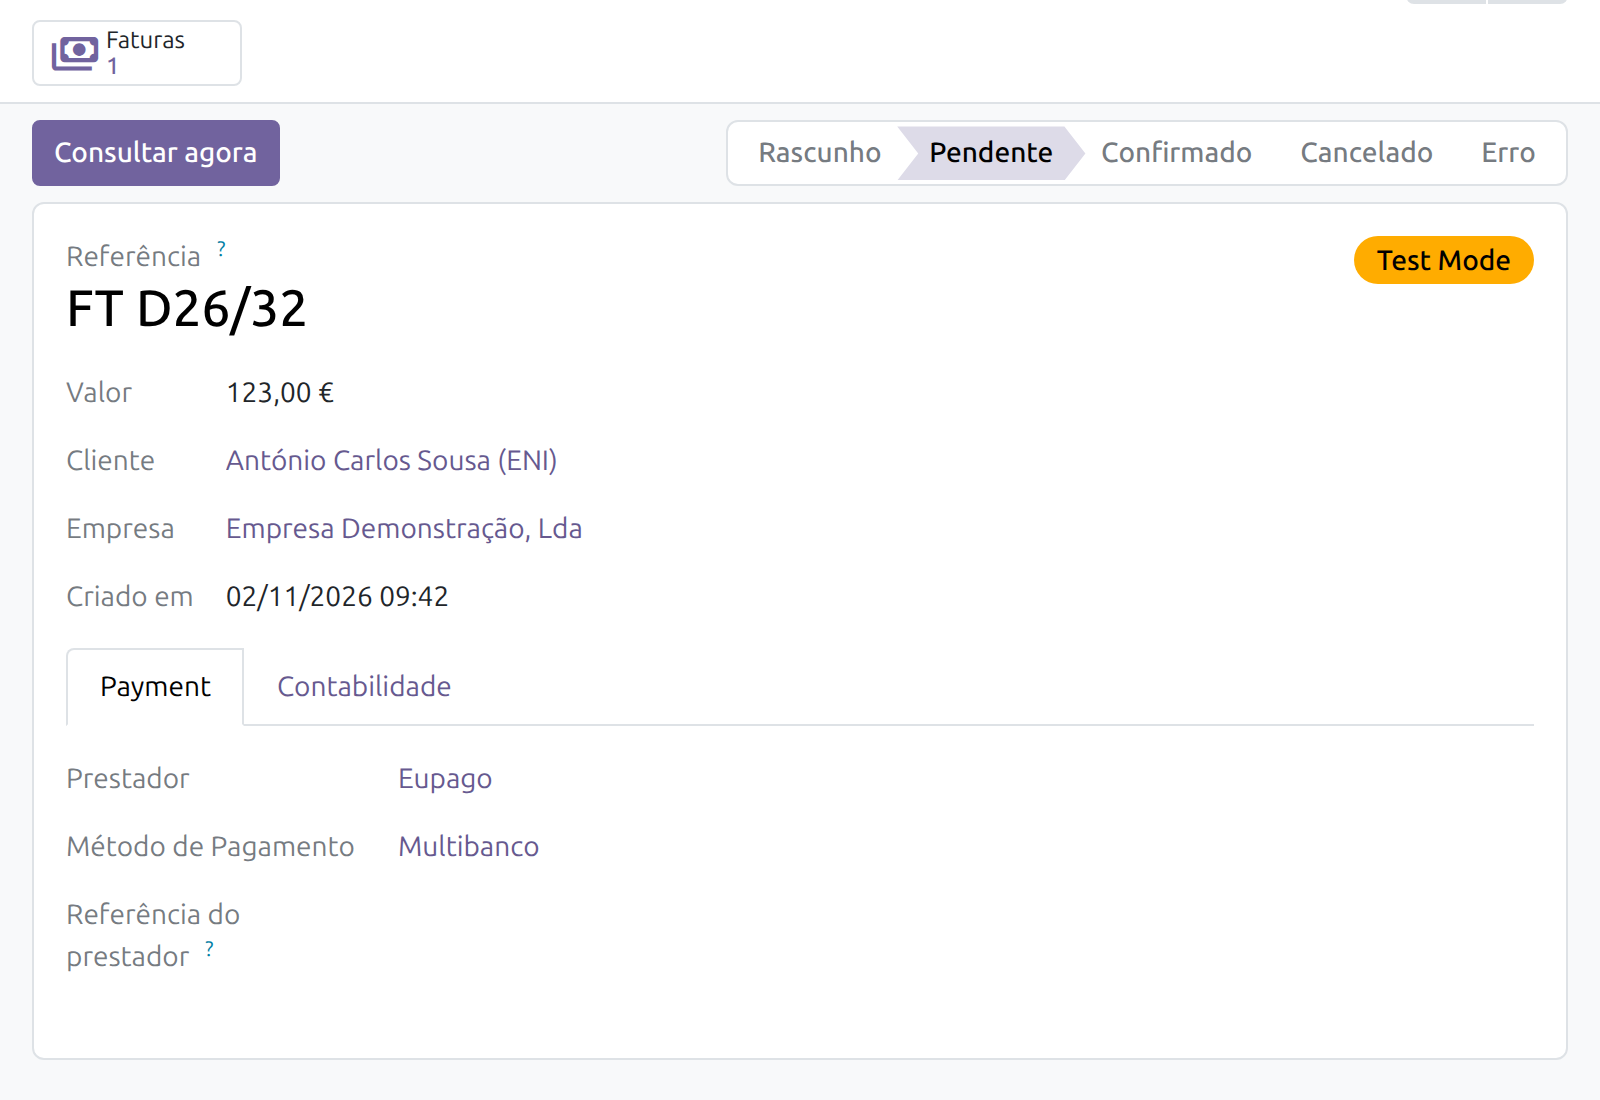 Faturas
1
Consultar agora
Rascunho
Pendente
Confirmado
Cancelado
Erro
Referência ?
Test Mode
FT D26/32
Valor 123,00 €
Cliente António Carlos Sousa (ENI)
Empresa Empresa Demonstração, Lda
Criado em 02/11/2026 09:42
Payment Contabilidade
Prestador Eupago
Método de Pagamento Multibanco
Referência do
prestador ?